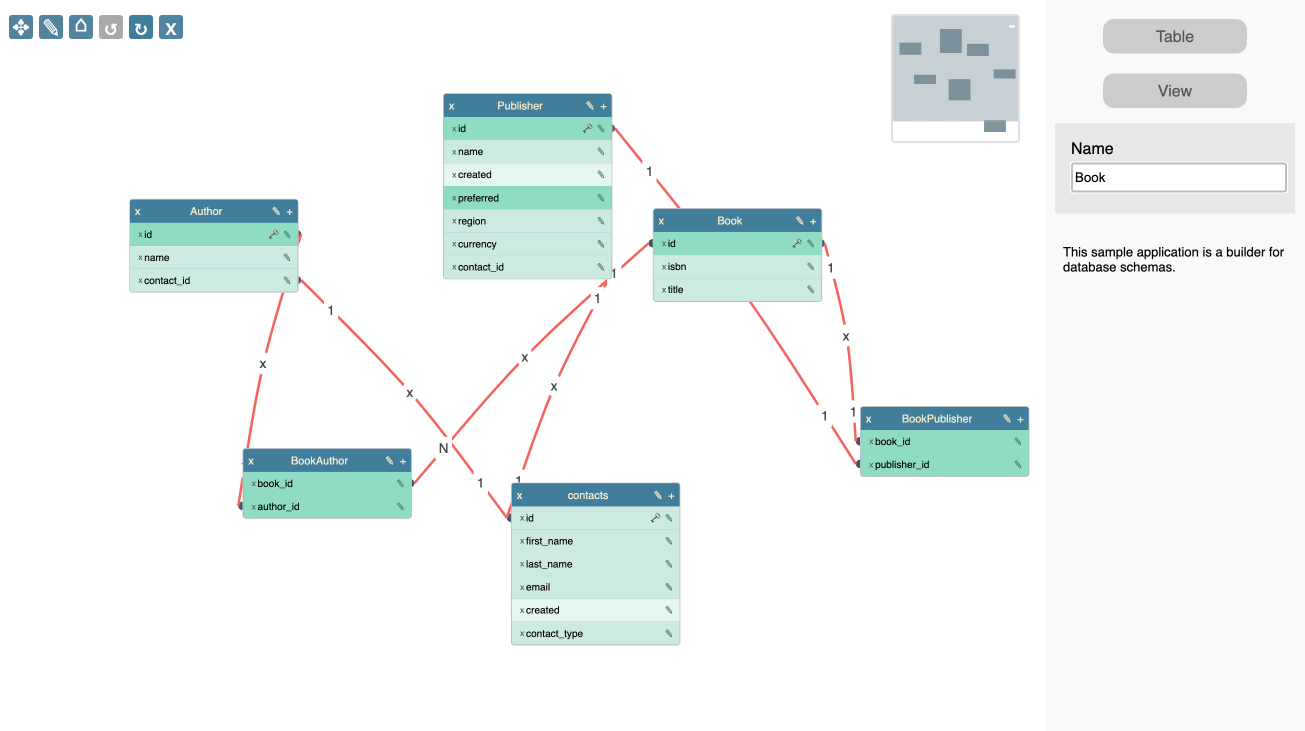 x
Table
View
Name
Book
This sample application is a builder for
database schemas.
x Publisher +
x id
x name
x created
x preferred
x region
x currency
x contact_id
x Author +
x id
x name
x contact_id
x Book +
x id
x isbn
x title
x BookPublisher +
x book_id
x publisher_id
x BookAuthor +
x book_id
x author_id
x contacts +
x id
x first_name
x last_name
x email
x created
x contact_type
1
1
1
1
1
x
x
x
x
x
N
1
1
1
1